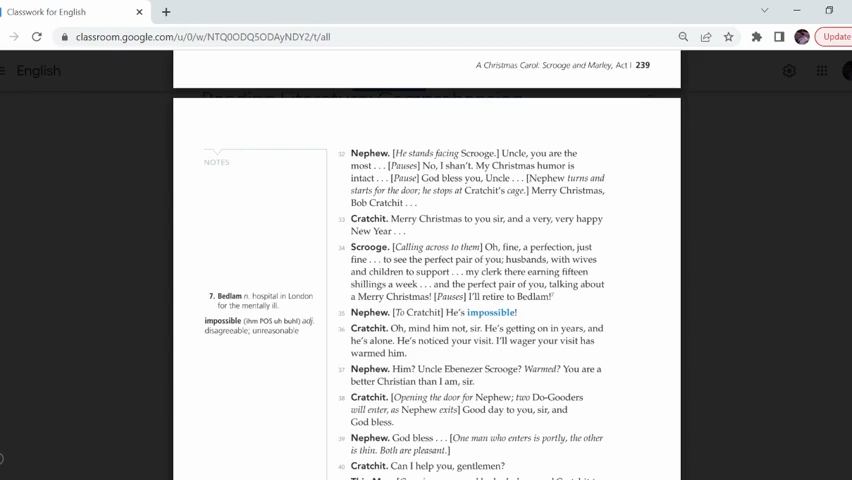 Classwork for English
classroom.google.com/u/0/w/NTQ0ODQ5ODAyNDY2/t/all
Update
English
A Christmas Carol: Scrooge and Marley, Act I 239
NOTES
32 Nephew. [He stands facing Scrooge.] Uncle, you are the
most . . . [Pauses] No, I shan't. My Christmas humor is
intact . . . [Pause] God bless you, Uncle . . . [Nephew turns and
starts for the door; he stops at Cratchit's cage.] Merry Christmas,
Bob Cratchit . . .
33 Cratchit. Merry Christmas to you sir, and a very, very happy
New Year . . .
34 Scrooge. [Calling across to them] Oh, fine, a perfection, just
fine . . . to see the perfect pair of you; husbands, with wives
and children to support . . . my clerk there earning fifteen
shillings a week . . . and the perfect pair of you, talking about
a Merry Christmas! [Pauses] I'll retire to Bedlam!7
7. Bedlam n. hospital in London
for the mentally ill.
impossible (ihm POS uh buhl) adj.
disagreeable; unreasonable
35 Nephew. [To Cratchit] He's impossible!
36 Cratchit. Oh, mind him not, sir. He's getting on in years, and
he's alone. He's noticed your visit. I'll wager your visit has
warmed him.
37 Nephew. Him? Uncle Ebenezer Scrooge? Warmed? You are a
better Christian than I am, sir.
38 Cratchit. [Opening the door for Nephew; two Do-Gooders
will enter, as Nephew exits] Good day to you, sir, and
God bless.
39 Nephew. God bless . . . [One man who enters is portly, the other
is thin. Both are pleasant.]
40 Cratchit. Can I help you, gentlemen?